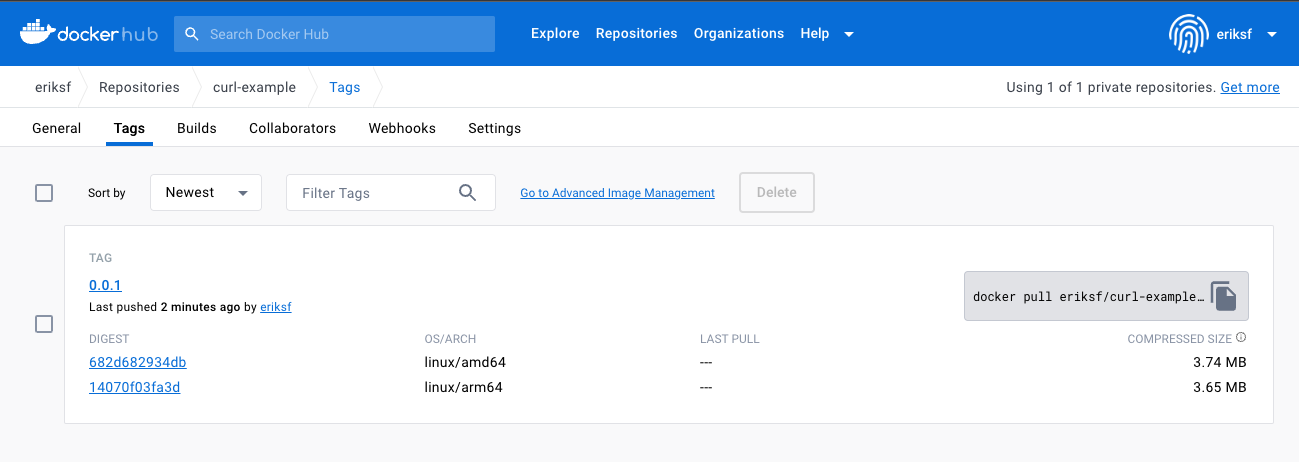 dockerhub Search Docker Hub Explore Repositories Organizations Help eriksf
eriksf Repositories curl-example Tags Using 1 of 1 private repositories. Get more
General Tags Builds Collaborators Webhooks Settings
Sort by Newest Filter Tags Go to Advanced Image Management Delete
TAG
0.0.1
Last pushed 2 minutes ago by eriksf
docker pull eriksf/curl-example…
DIGEST OS/ARCH LAST PULL COMPRESSED SIZE
682d682934db linux/amd64 --- 3.74 MB
14070f03fa3d linux/arm64 --- 3.65 MB